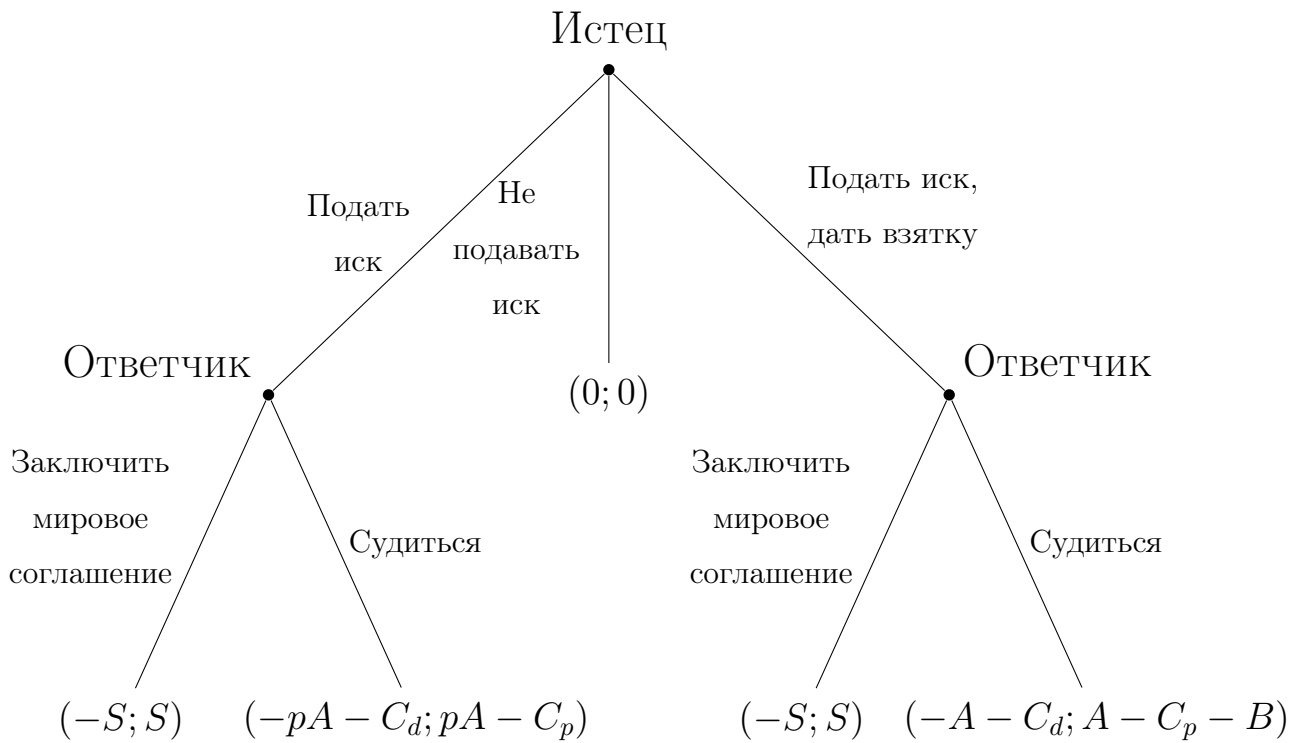 Истец
Подать
иск
Не
подавать
иск
Подать иск,
дать взятку
Ответчик
(0; 0)
Ответчик
Заключить
мировое
соглашение
Судиться
Заключить
мировое
соглашение
Судиться
(−S; S)
(−pA − C_d; pA − C_p)
(−S; S)
(−A − C_d; A − C_p − B)